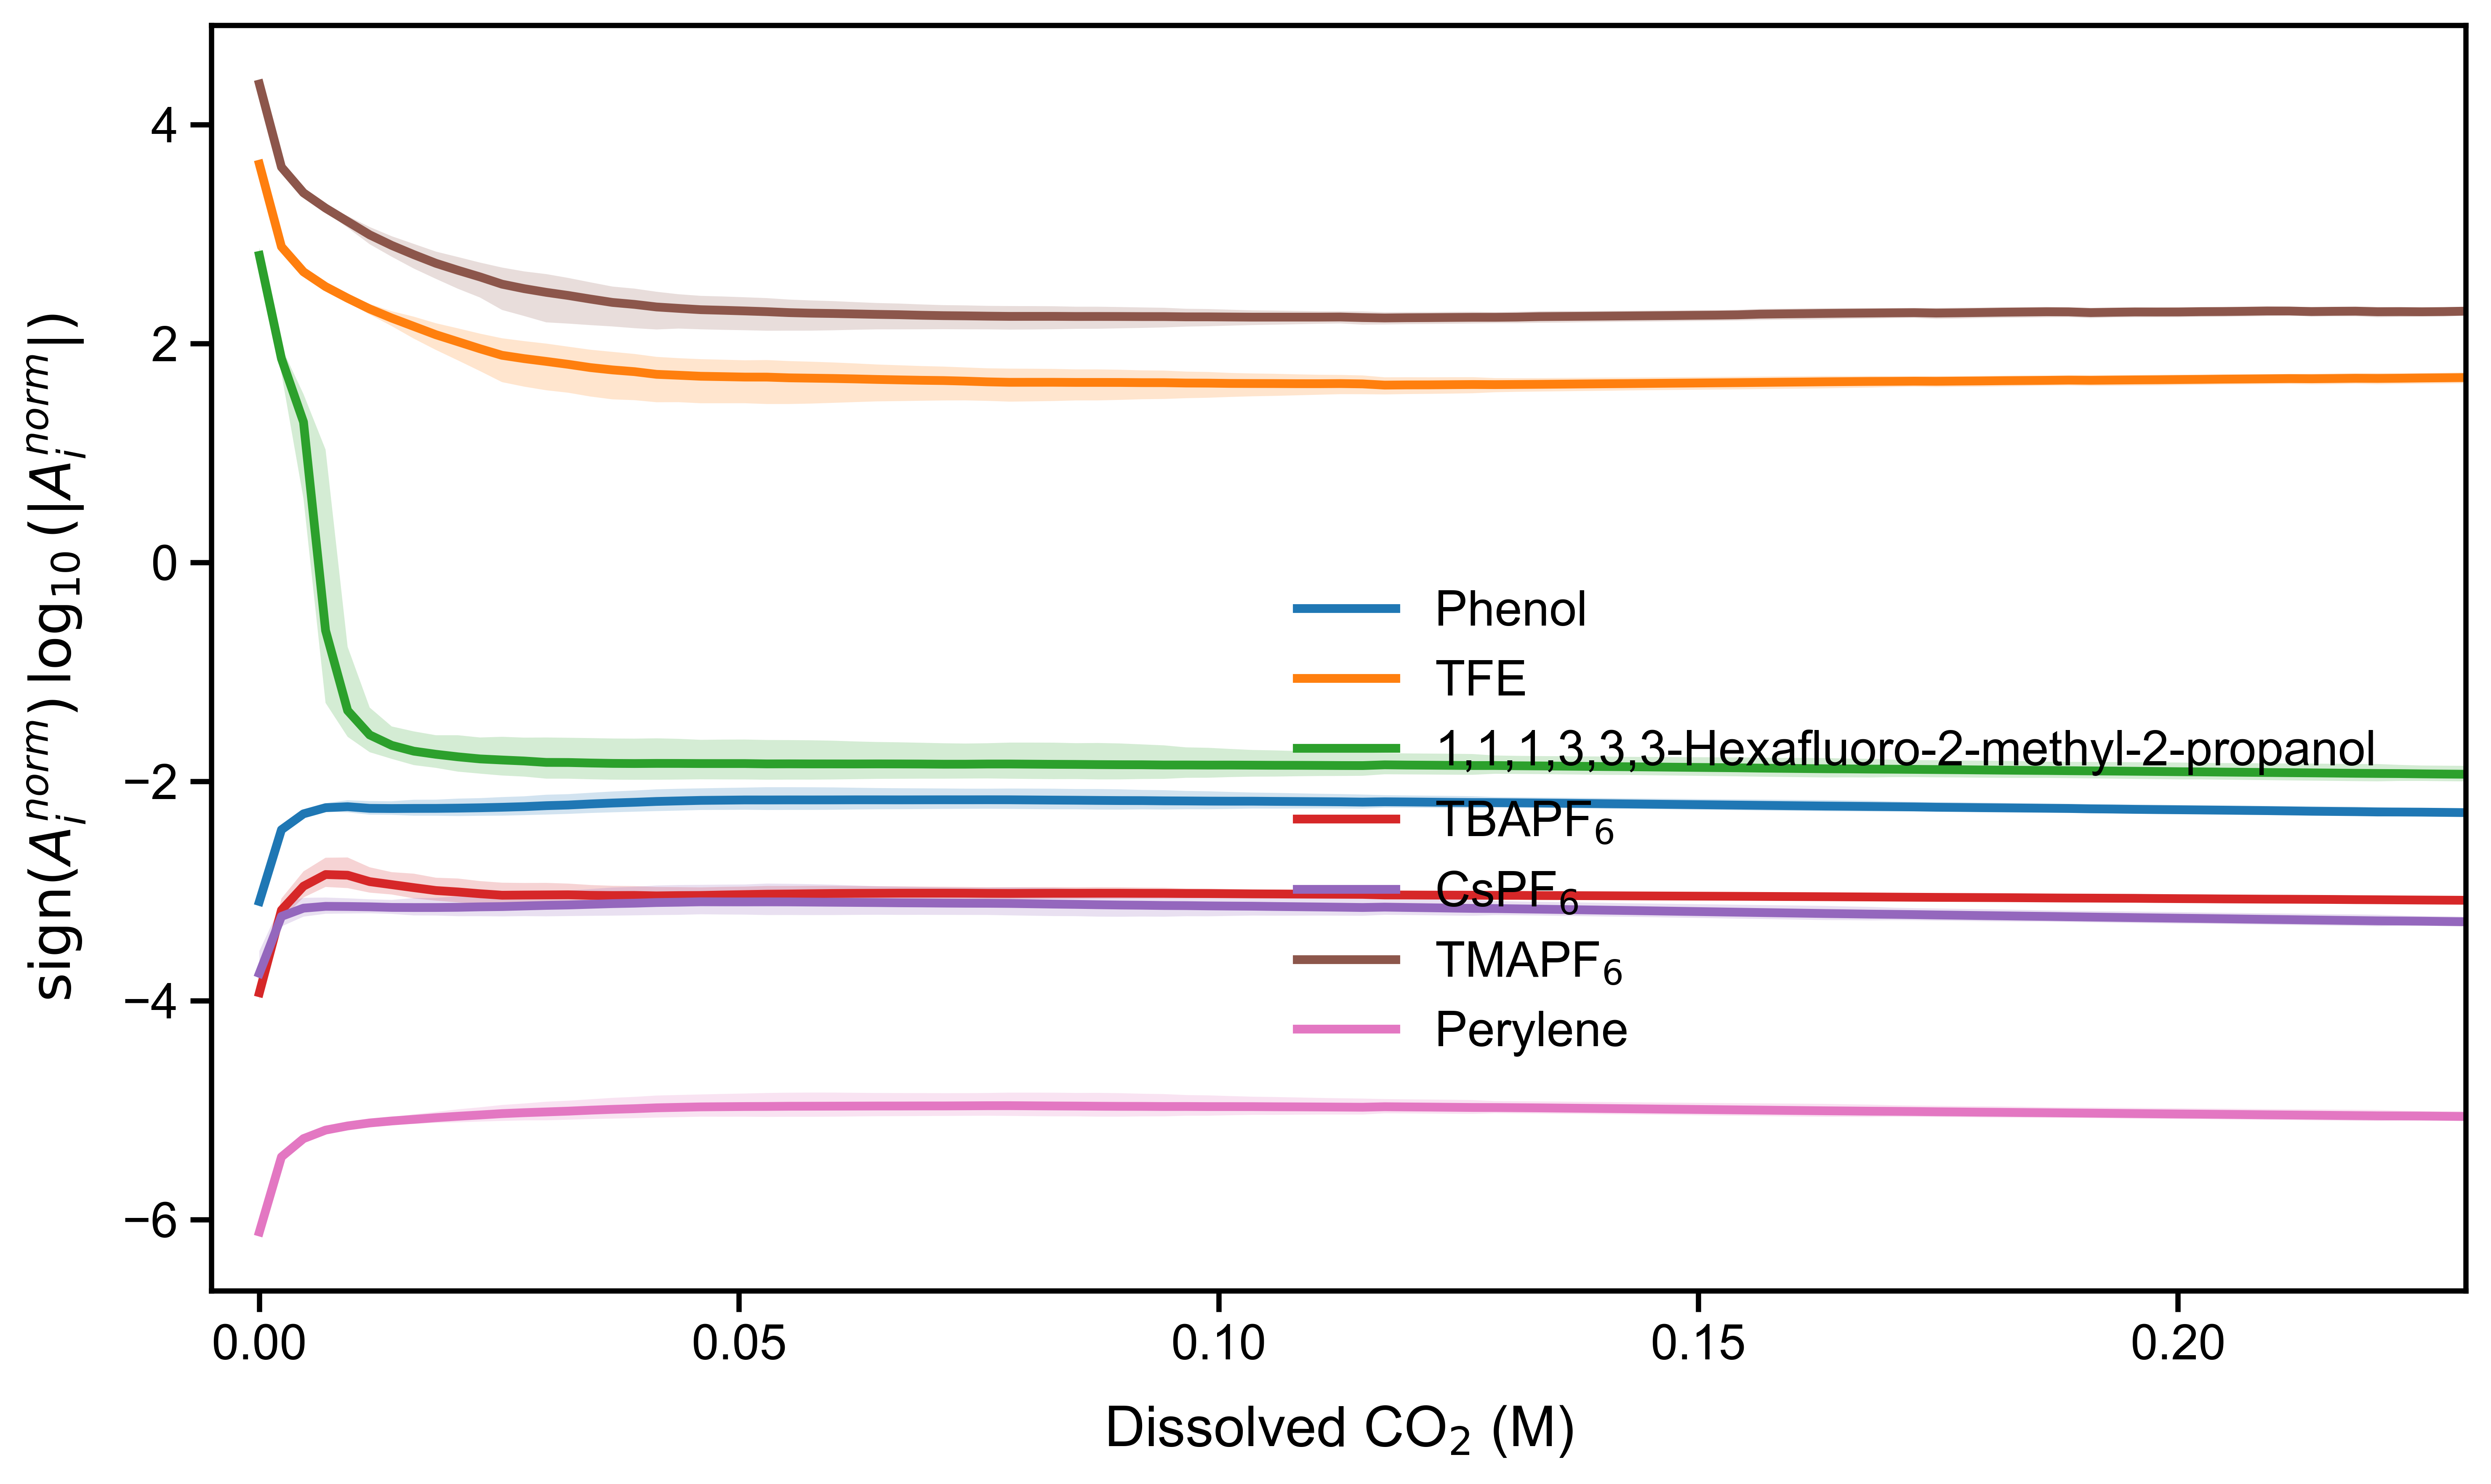 sign(A_i^{norm}) log₁₀ (|A_i^{norm}|)
4
2
0
−2
−4
−6
Phenol
TFE
1,1,1,3,3,3-Hexafluoro-2-methyl-2-propanol
TBAPF₆
CsPF₆
TMAPF₆
Perylene
0.00 0.05 0.10 0.15 0.20
Dissolved CO₂ (M)